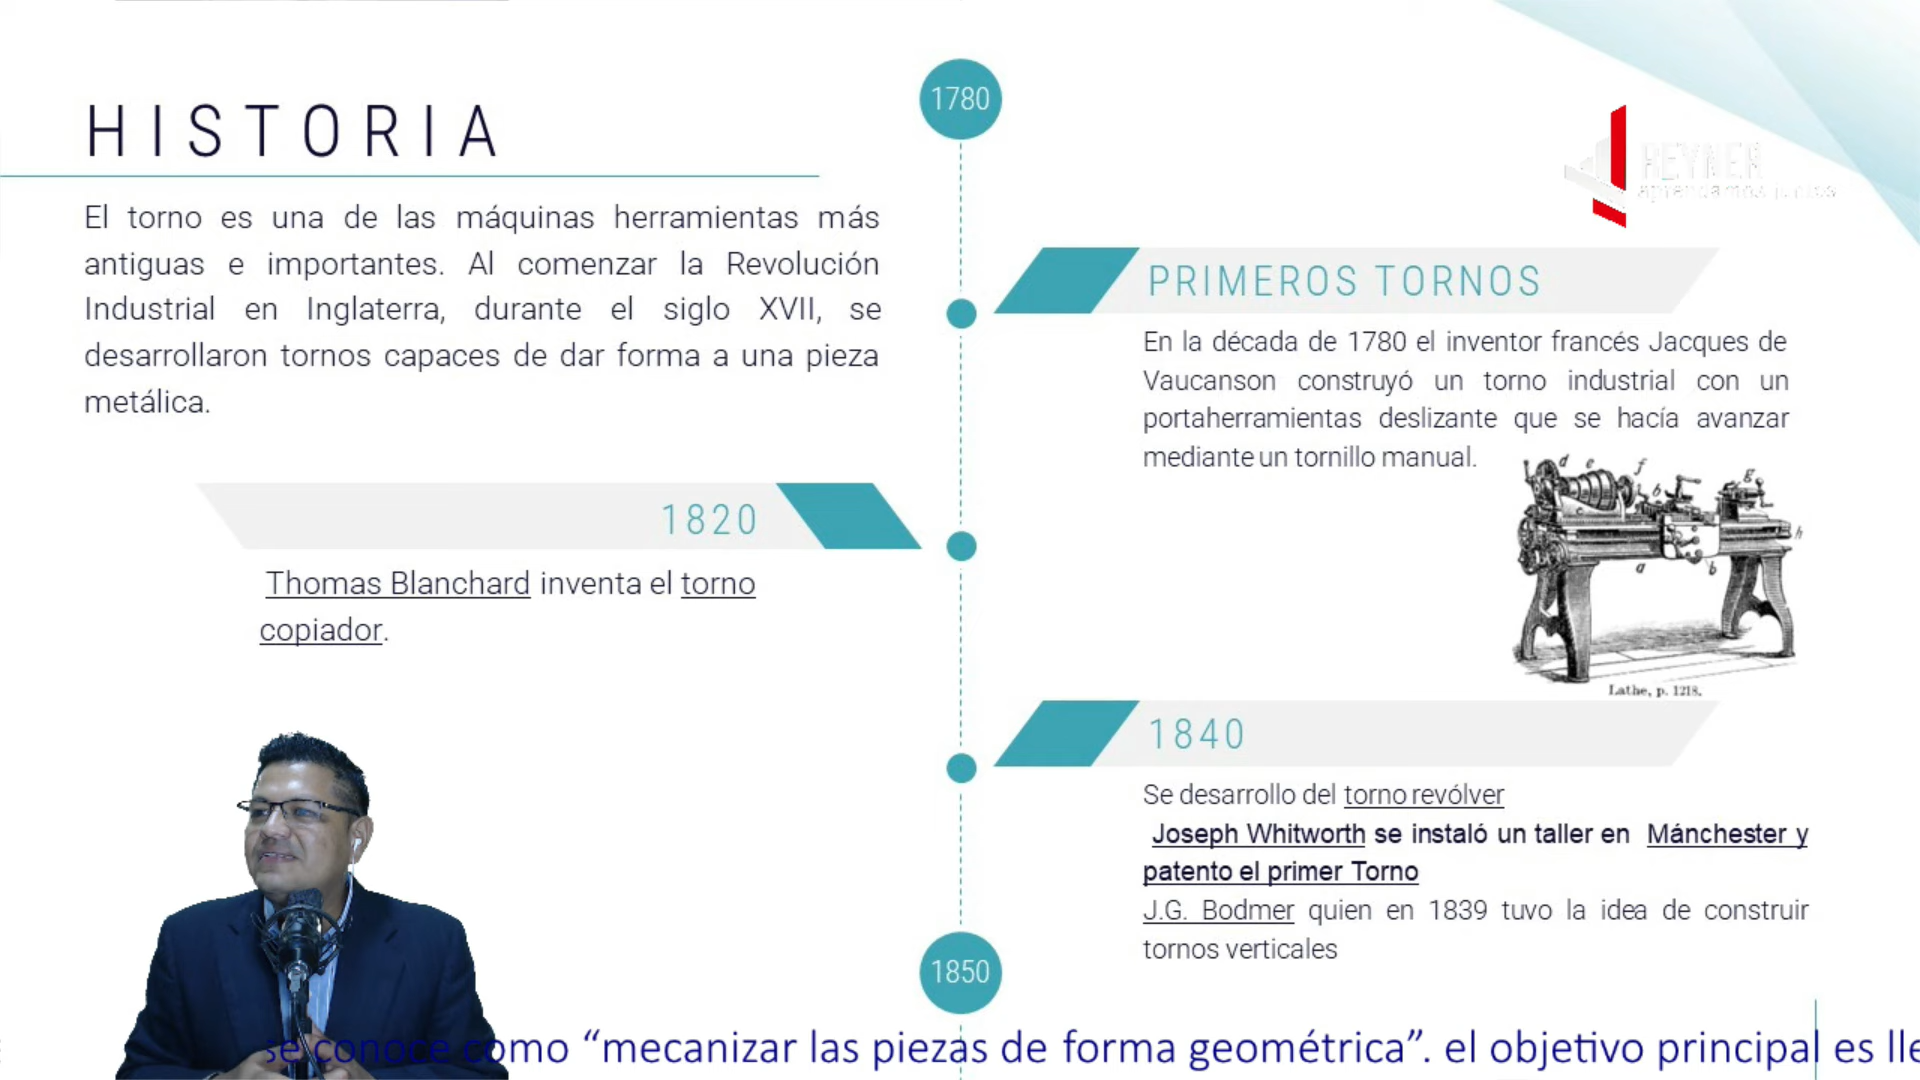 HISTORIA
El torno es una de las máquinas herramientas más
antiguas e importantes. Al comenzar la Revolución
Industrial en Inglaterra, durante el siglo XVII, se
desarrollaron tornos capaces de dar forma a una pieza
metálica.
1780
REYNER
PRIMEROS TORNOS
En la década de 1780 el inventor francés Jacques de
Vaucanson construyó un torno industrial con un
portaherramientas deslizante que se hacía avanzar
mediante un tornillo manual.
d e f b g
h
a b
Lathe, p. 1218.
1820
Thomas Blanchard inventa el torno
copiador.
1840
Se desarrollo del torno revólver
Joseph Whitworth se instaló un taller en Mánchester y
patento el primer Torno
J.G. Bodmer quien en 1839 tuvo la idea de construir
tornos verticales
1850
se conoce como “mecanizar las piezas de forma geométrica”. el objetivo principal es lle